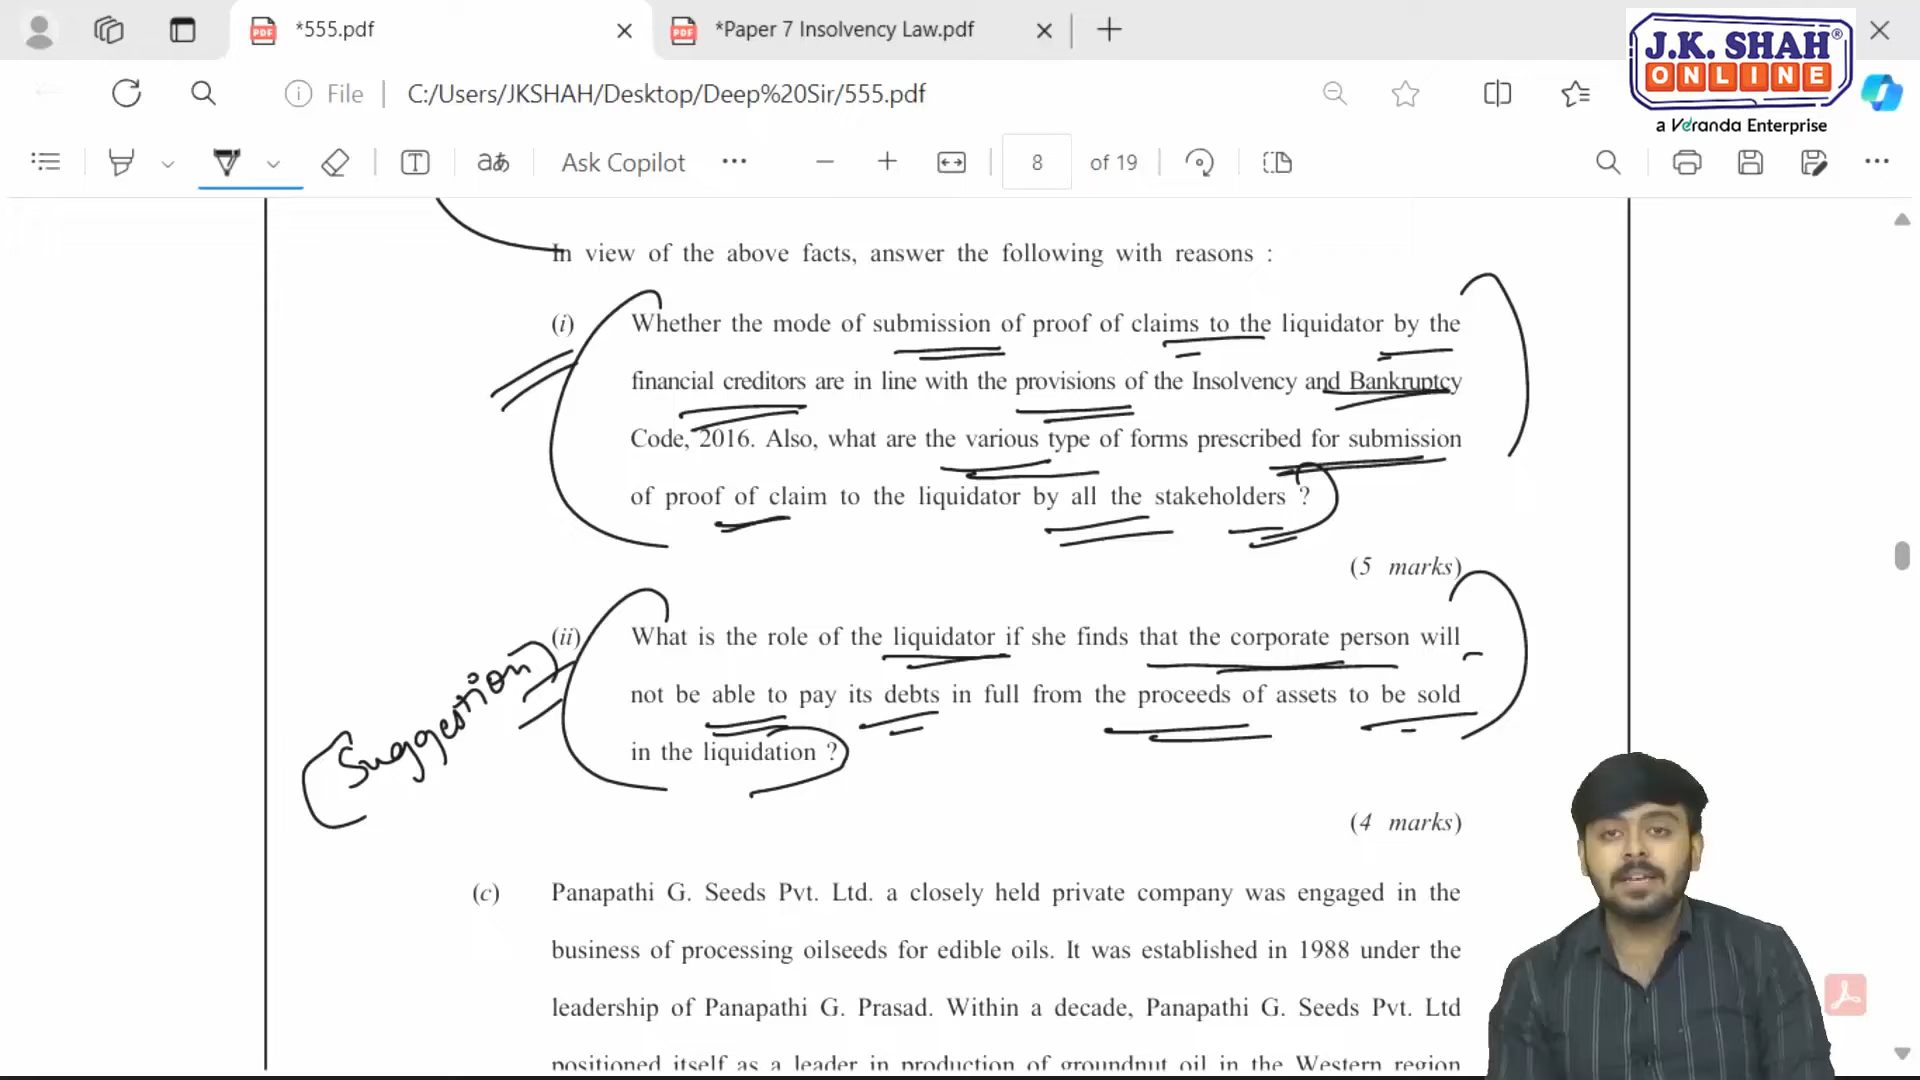 *555.pdf
*Paper 7 Insolvency Law.pdf
J.K. SHAH®
ONLINE
a Veranda Enterprise
File
C:/Users/JKSHAH/Desktop/Deep%20Sir/555.pdf
aあ
Ask Copilot
8
of 19
In view of the above facts, answer the following with reasons :
(i) Whether the mode of submission of proof of claims to the liquidator by the
financial creditors are in line with the provisions of the Insolvency and Bankruptcy
Code, 2016. Also, what are the various type of forms prescribed for submission
of proof of claim to the liquidator by all the stakeholders ?
(5 marks)
(ii) What is the role of the liquidator if she finds that the corporate person will
not be able to pay its debts in full from the proceeds of assets to be sold
in the liquidation ?
Suggestion
(4 marks)
(c) Panapathi G. Seeds Pvt. Ltd. a closely held private company was engaged in the
business of processing oilseeds for edible oils. It was established in 1988 under the
leadership of Panapathi G. Prasad. Within a decade, Panapathi G. Seeds Pvt. Ltd
positioned itself as a leader in production of groundnut oil in the Western region